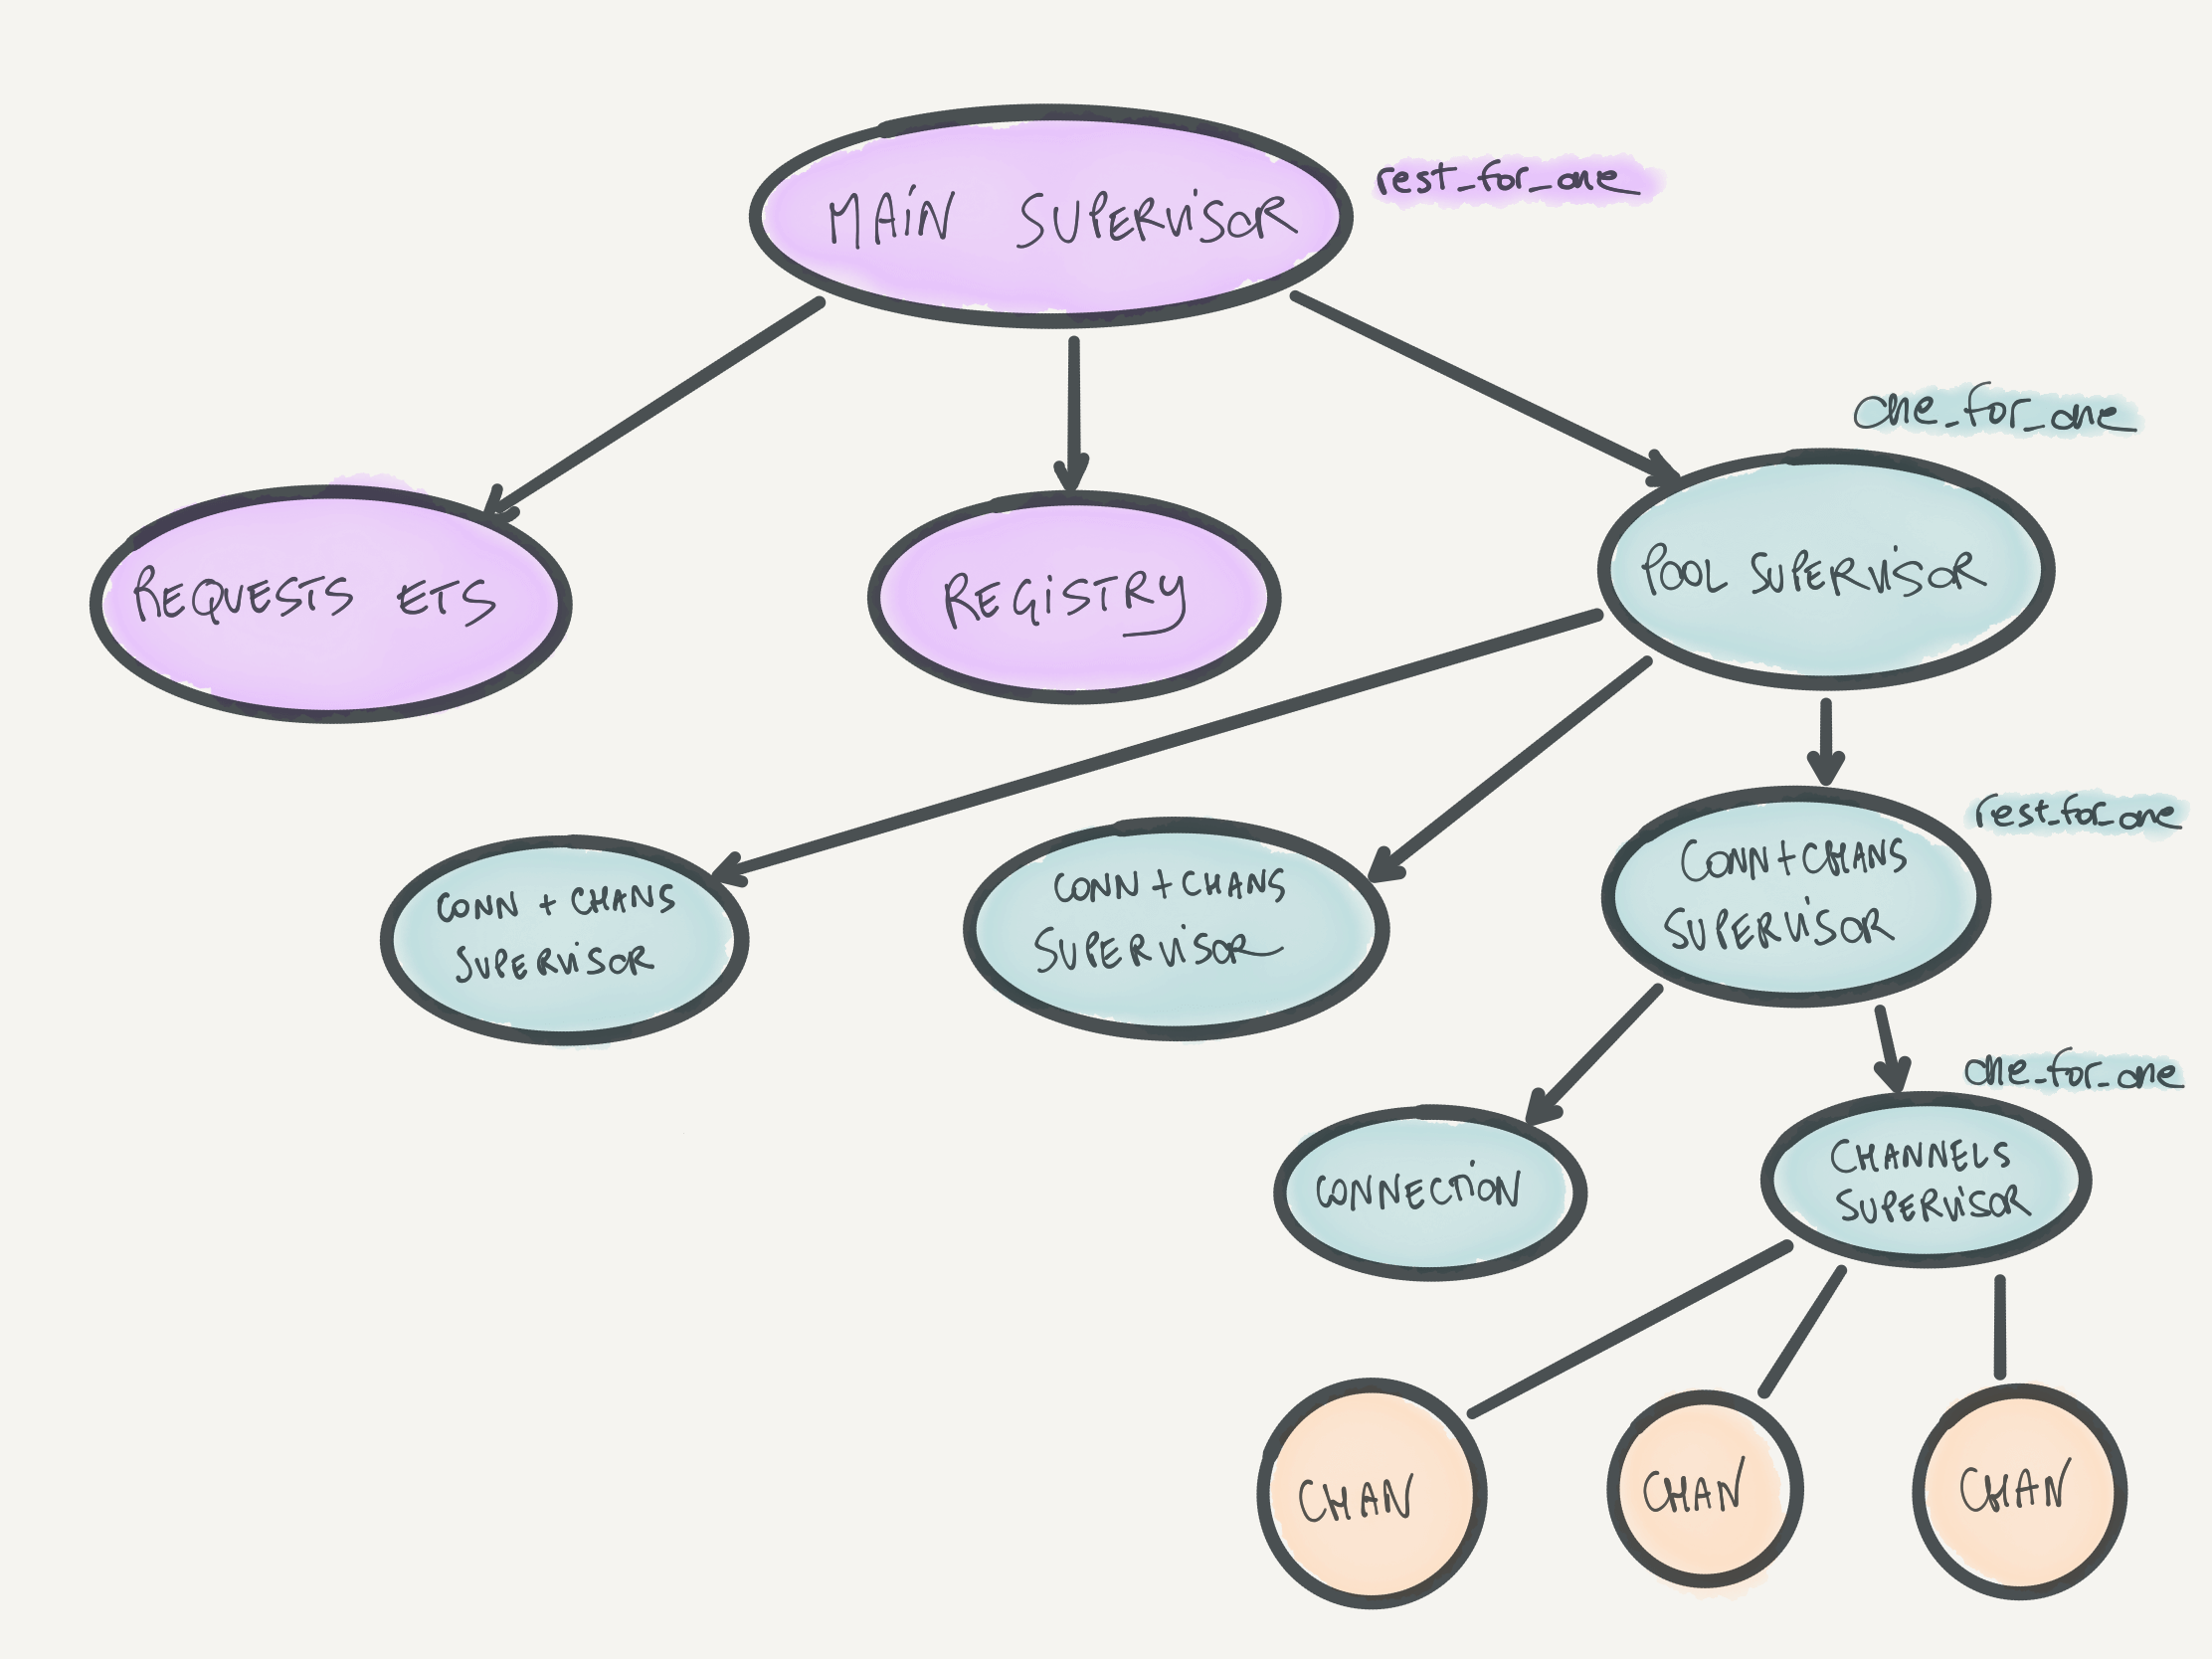 MAIN SUPERVISOR
rest_for_one
one_for_one
REQUESTS ETS
REGISTRY
POOL SUPERVISOR
rest_for_one
CONN + CHANS
SUPERVISOR
CONN + CHANS
SUPERVISOR
CONN + CHANS
SUPERVISOR
one_for_one
CONNECTION
CHANNELS
SUPERVISOR
CHAN
CHAN
CHAN